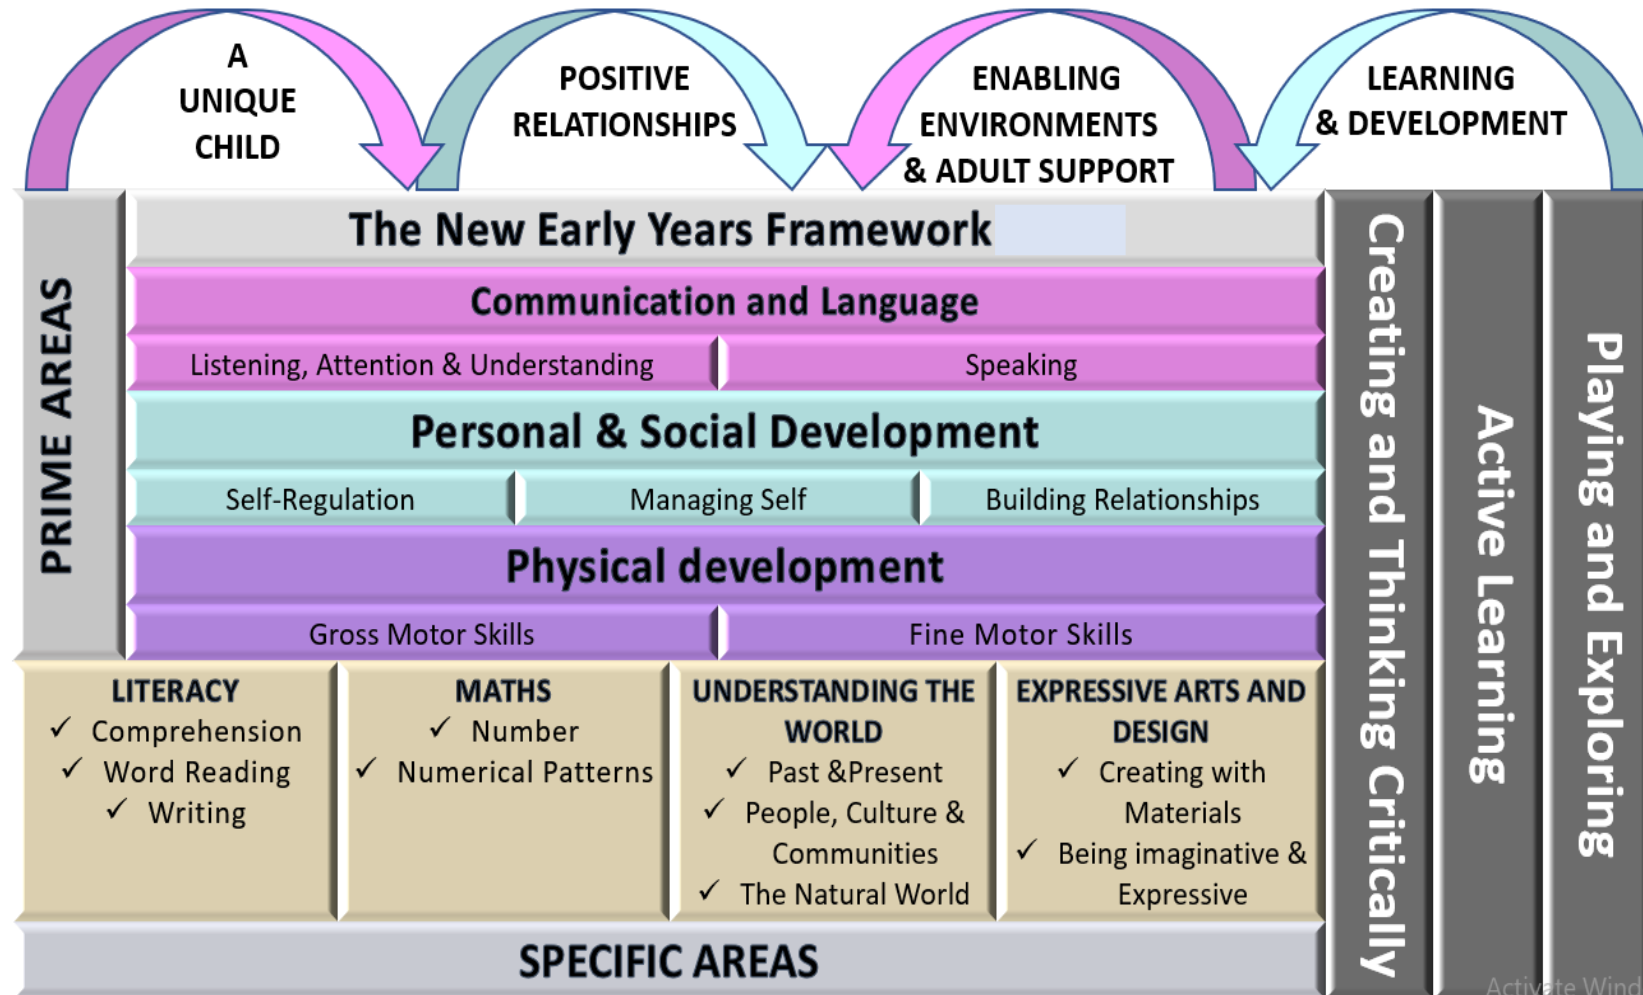 A
UNIQUE
CHILD
POSITIVE
RELATIONSHIPS
ENABLING
ENVIRONMENTS
& ADULT SUPPORT
LEARNING
& DEVELOPMENT
PRIME AREAS
The New Early Years Framework
Communication and Language
Listening, Attention & Understanding
Speaking
Personal & Social Development
Self-Regulation
Managing Self
Building Relationships
Physical development
Gross Motor Skills
Fine Motor Skills
LITERACY
✓ Comprehension
✓ Word Reading
✓ Writing
MATHS
✓ Number
✓ Numerical Patterns
UNDERSTANDING THE
WORLD
✓ Past &Present
✓ People, Culture &
Communities
✓ The Natural World
EXPRESSIVE ARTS AND
DESIGN
✓ Creating with
Materials
✓ Being imaginative &
Expressive
SPECIFIC AREAS
Creating and Thinking Critically
Active Learning
Playing and Exploring
Activate Wind